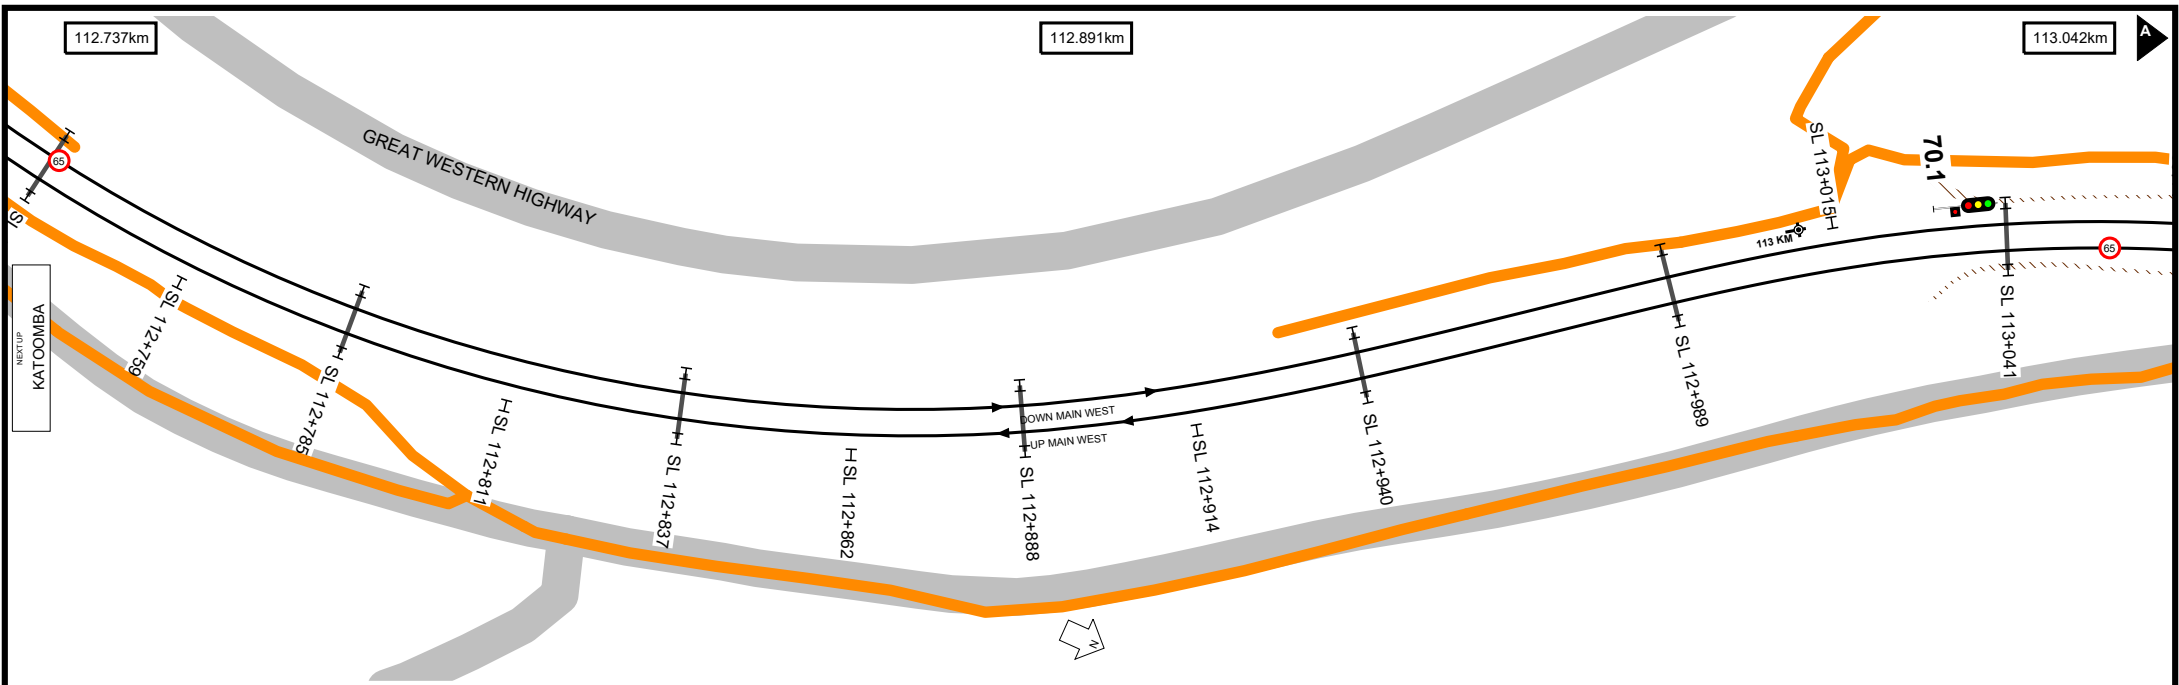 112.737km
112.891km
113.042km
A
GREAT WESTERN HIGHWAY
65
SL
NEXT UP
KATOOMBA
SL 112+759
SL 112+785
SL 112+811
SL 112+837
SL 112+862
SL 112+888
DOWN MAIN WEST
UP MAIN WEST
SL 112+914
SL 112+940
SL 112+989
113 KM
SL 113+015
70.1
SL 113+041
65
N